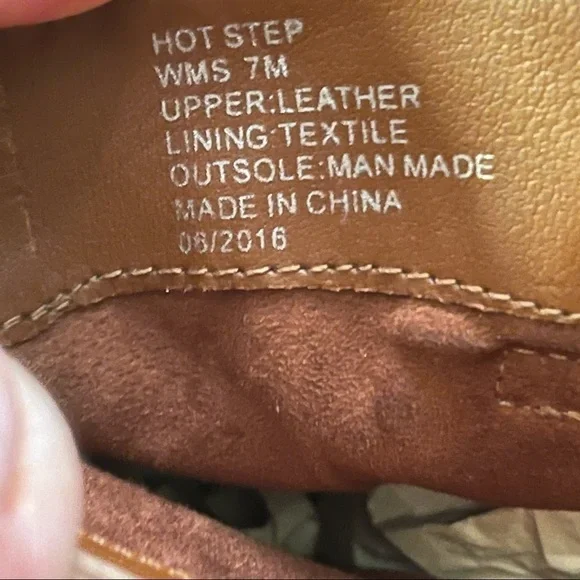 HOT STEP
WMS 7M
UPPER:LEATHER
LINING:TEXTILE
OUTSOLE:MAN MADE
MADE IN CHINA
06/2016